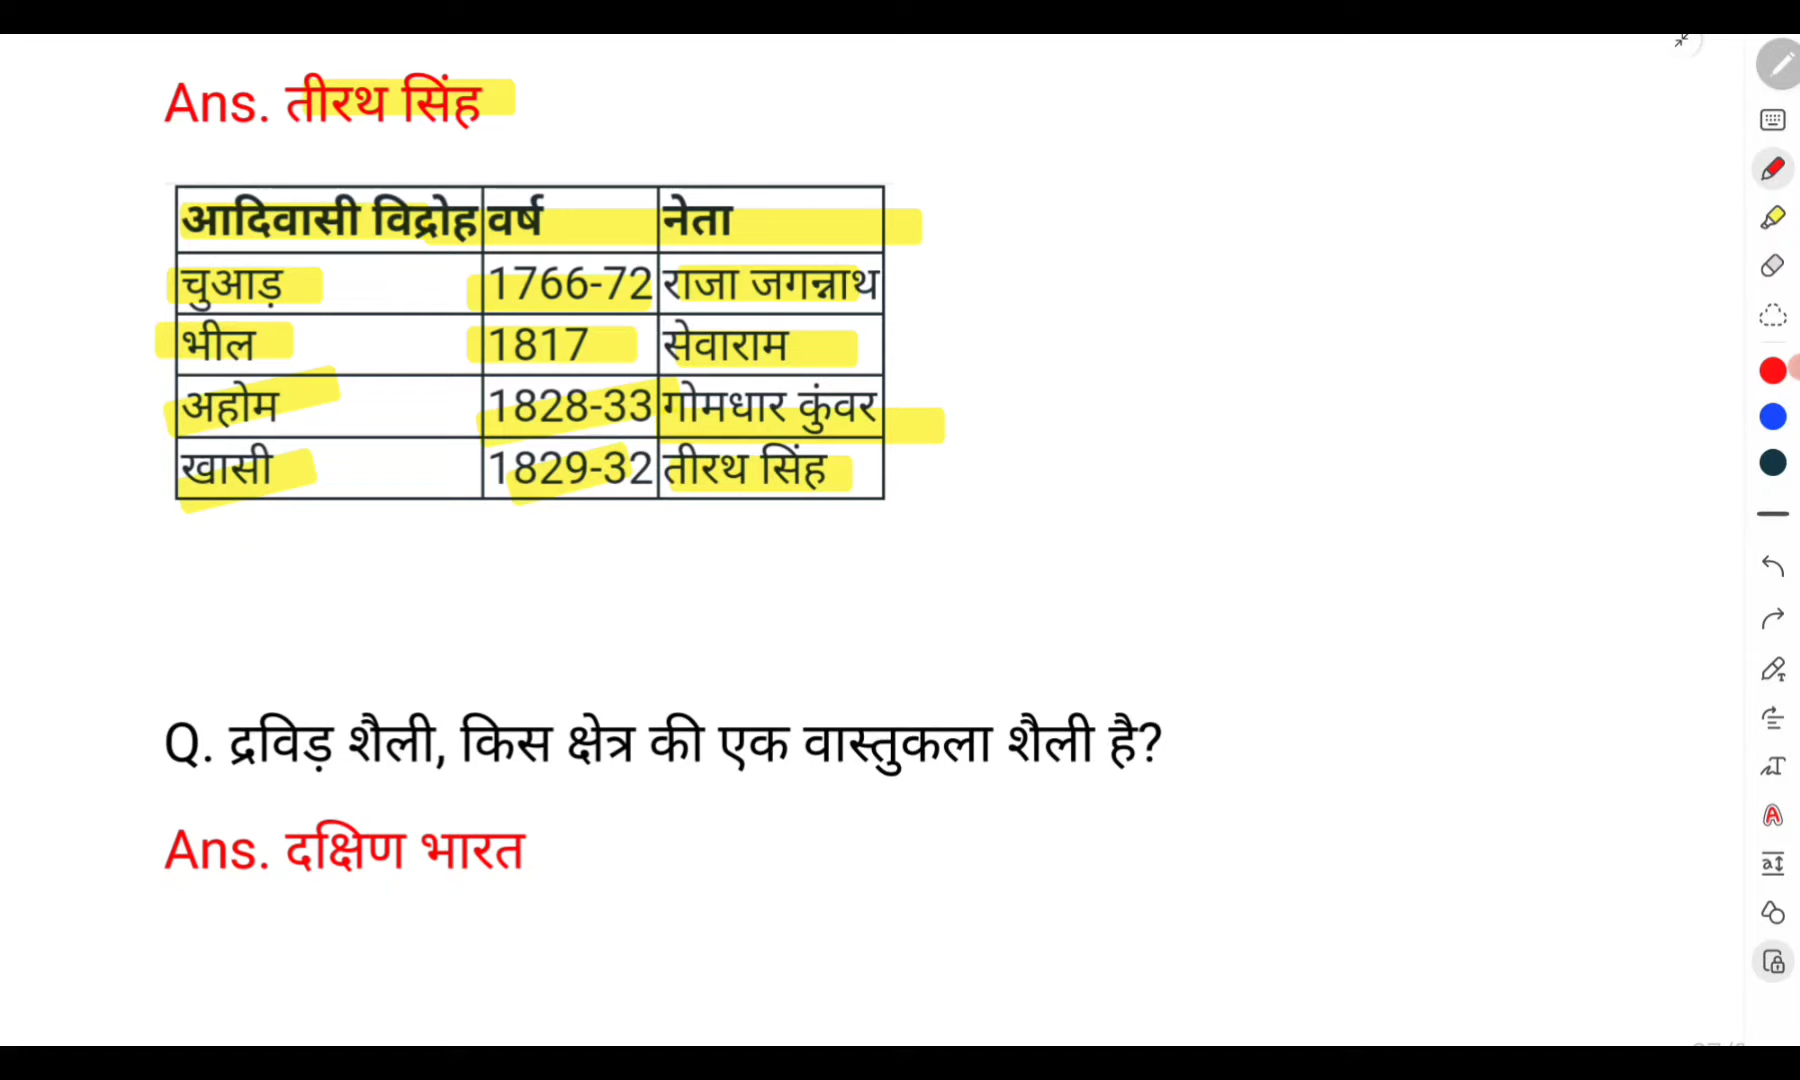 Ans. तीरथ सिंह
आदिवासी विद्रोह वर्ष नेता
चुआड़ 1766-72 राजा जगन्नाथ
भील 1817 सेवाराम
अहोम 1828-33 गोमधार कुंवर
खासी 1829-32 तीरथ सिंह
Q. द्रविड़ शैली, किस क्षेत्र की एक वास्तुकला शैली है?
Ans. दक्षिण भारत